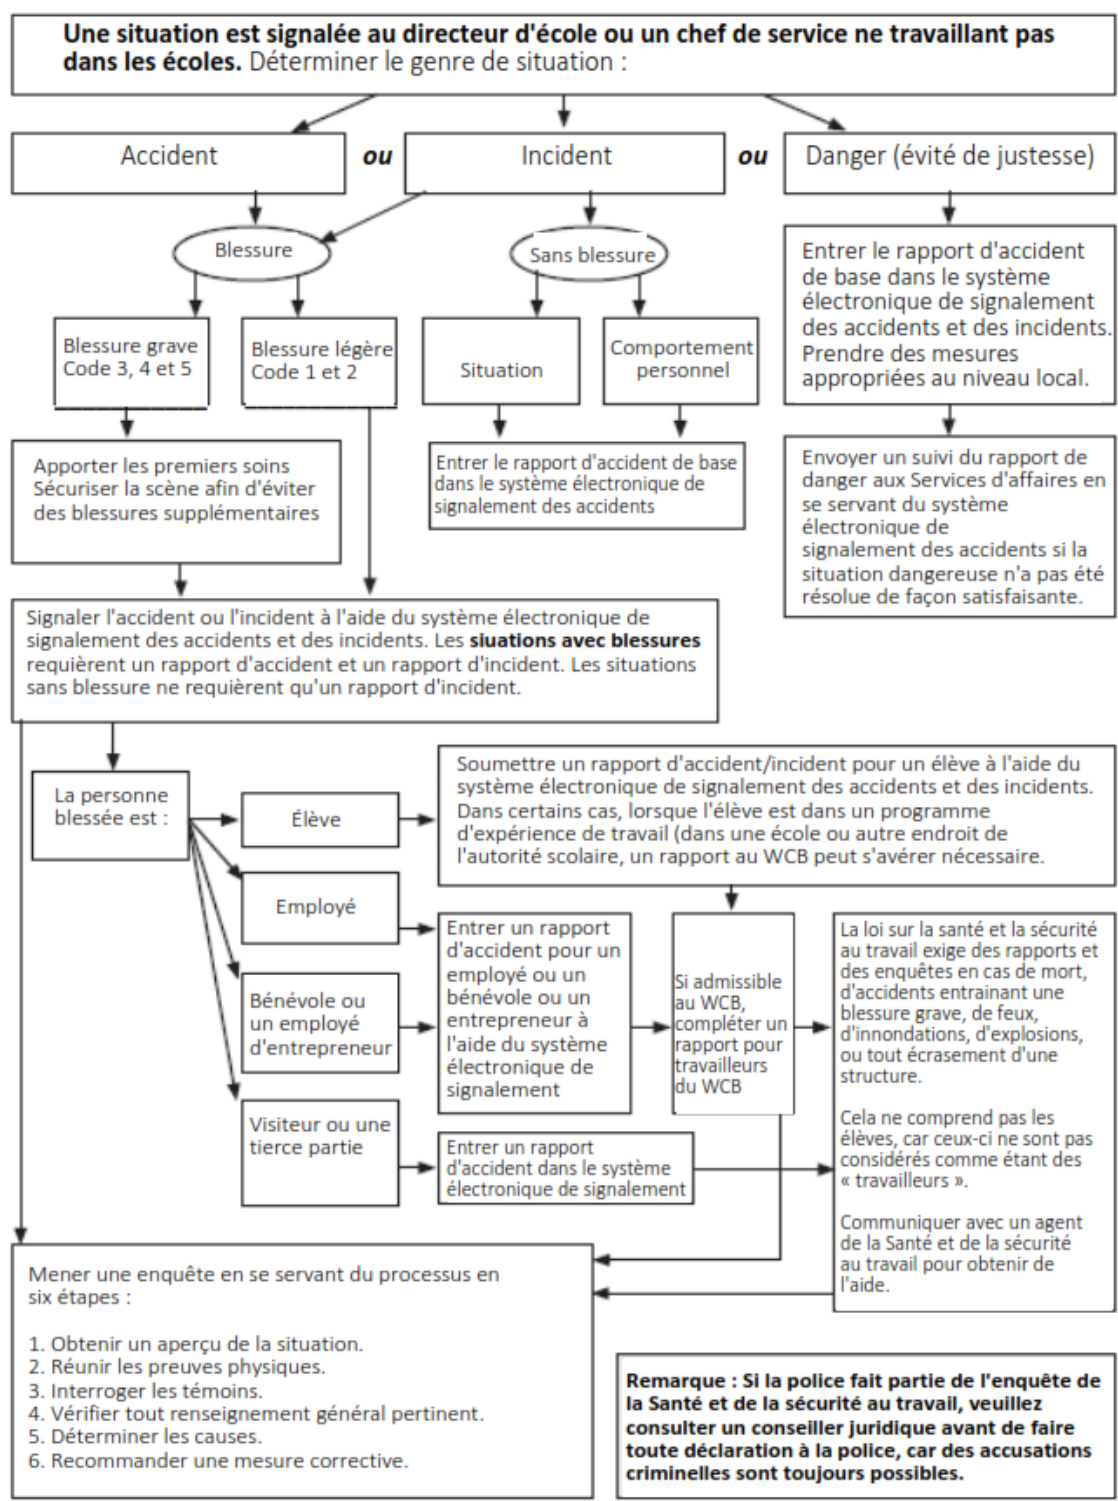 Une situation est signalée au directeur d'école ou un chef de service ne travaillant pas
dans les écoles. Déterminer le genre de situation :
Accident
ou
Incident
ou
Danger (évité de justesse)
Blessure
Sans blessure
Entrer le rapport d'accident
de base dans le système
électronique de signalement
des accidents et des incidents.
Prendre des mesures
appropriées au niveau local.
Blessure grave
Code 3, 4 et 5
Blessure légère
Code 1 et 2
Situation
Comportement
personnel
Apporter les premiers soins
Sécuriser la scène afin d'éviter
des blessures supplémentaires
Entrer le rapport d'accident de base
dans le système électronique de
signalement des accidents
Envoyer un suivi du rapport de
danger aux Services d'affaires en
se servant du système
électronique de
signalement des accidents si la
situation dangereuse n'a pas été
résolue de façon satisfaisante.
Signaler l'accident ou l'incident à l'aide du système électronique de
signalement des accidents et des incidents. Les siuations avec blessures
requièrent un rapport d'accident et un rapport d'incident. Les situations
sans blessure ne requièrent qu'un rapport d'incident.
La personne
blessée est :
Élève
Soumettre un rapport d'accident/incident pour un élève à l'aide du
système électronique de signalement des accidents et des incidents.
Dans certains cas, lorsque l'élève est dans un programme
d'expérience de travail (dans une école ou autre endroit de
l'autorité scolaire, un rapport au WCB peut s'avérer nécessaire.
Employé
Bénévole ou
un employé
d'entrepreneur
Entrer un rapport
d'accident pour un
employé ou un
bénévole ou un
entrepreneur à
l'aide du système
électronique de
signalement
Si admissible
au WCB,
compléter un
rapport pour
travailleurs
du WCB
La loi sur la santé et la sécurité
au travail exige des rapports et
des enquêtes en cas de mort,
d'accidents entrainant une
blessure grave, de feux,
d'innondations, d'explosions,
ou tout écrasement d'une
structure.
Cela ne comprend pas les
élèves, car ceux-ci ne sont pas
considérés comme étant des
« travailleurs ».
Communiquer avec un agent
de la Santé et de la sécurité
au travail pour obtenir de
l'aide.
Visiteur ou une
tierce partie
Entrer un rapport
d'accident dans le système
électronique de signalement
Mener une enquête en se servant du processus en
six étapes :
1. Obtenir un aperçu de la situation.
2. Réunir les preuves physiques.
3. Interroger les témoins.
4. Vérifier tout renseignement général pertinent.
5. Déterminer les causes.
6. Recommander une mesure corrective.
Remarque : Si la police fait partie de l'enquête de
la Santé et de la sécurité au travail, veuillez
consulter un conseiller juridique avant de faire
toute déclaration à la police, car des accusations
criminelles sont toujours possibles.